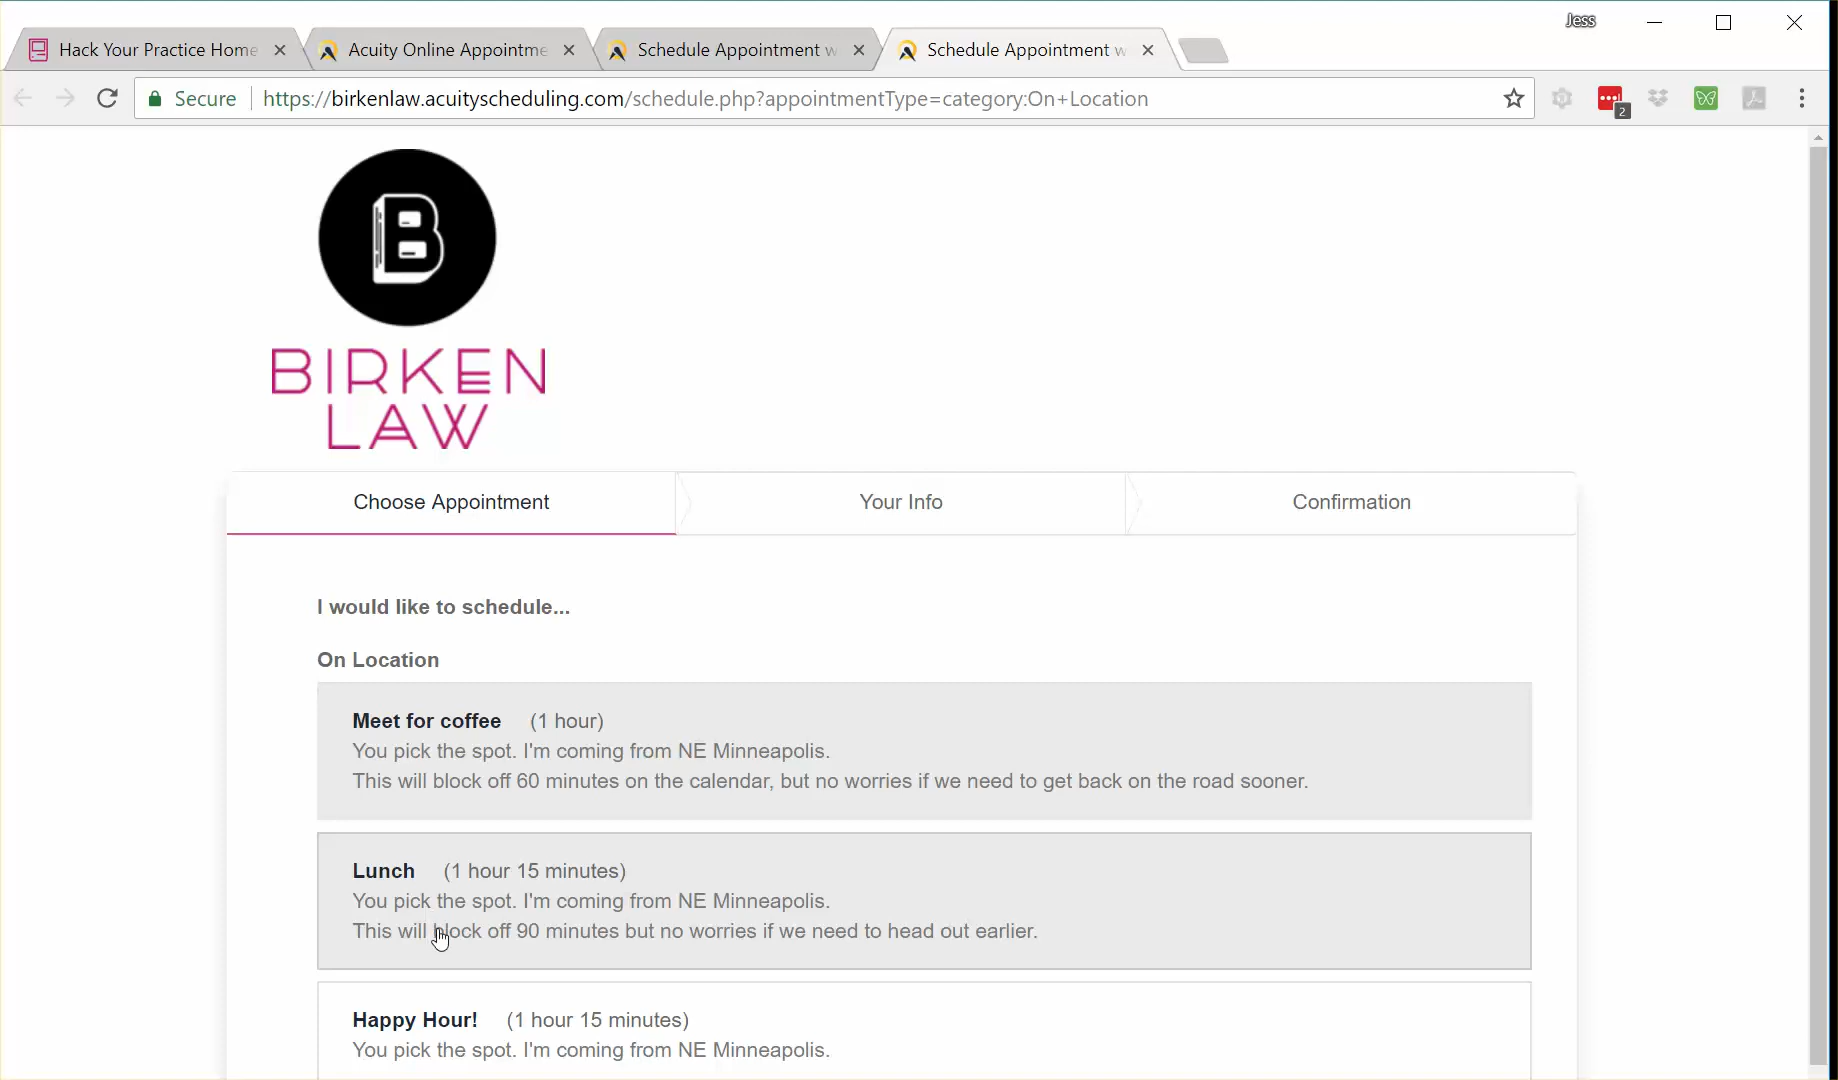 Jess
Hack Your Practice Home
Acuity Online Appointme
Schedule Appointment w
Schedule Appointment w
Secure
https://birkenlaw.acuityscheduling.com/schedule.php?appointmentType=category:On+Location
2
B
BIRKEN
LAW
Choose Appointment
Your Info
Confirmation
I would like to schedule...
On Location
Meet for coffee (1 hour)
You pick the spot. I'm coming from NE Minneapolis.
This will block off 60 minutes on the calendar, but no worries if we need to get back on the road sooner.
Lunch (1 hour 15 minutes)
You pick the spot. I'm coming from NE Minneapolis.
This will block off 90 minutes but no worries if we need to head out earlier.
Happy Hour! (1 hour 15 minutes)
You pick the spot. I'm coming from NE Minneapolis.